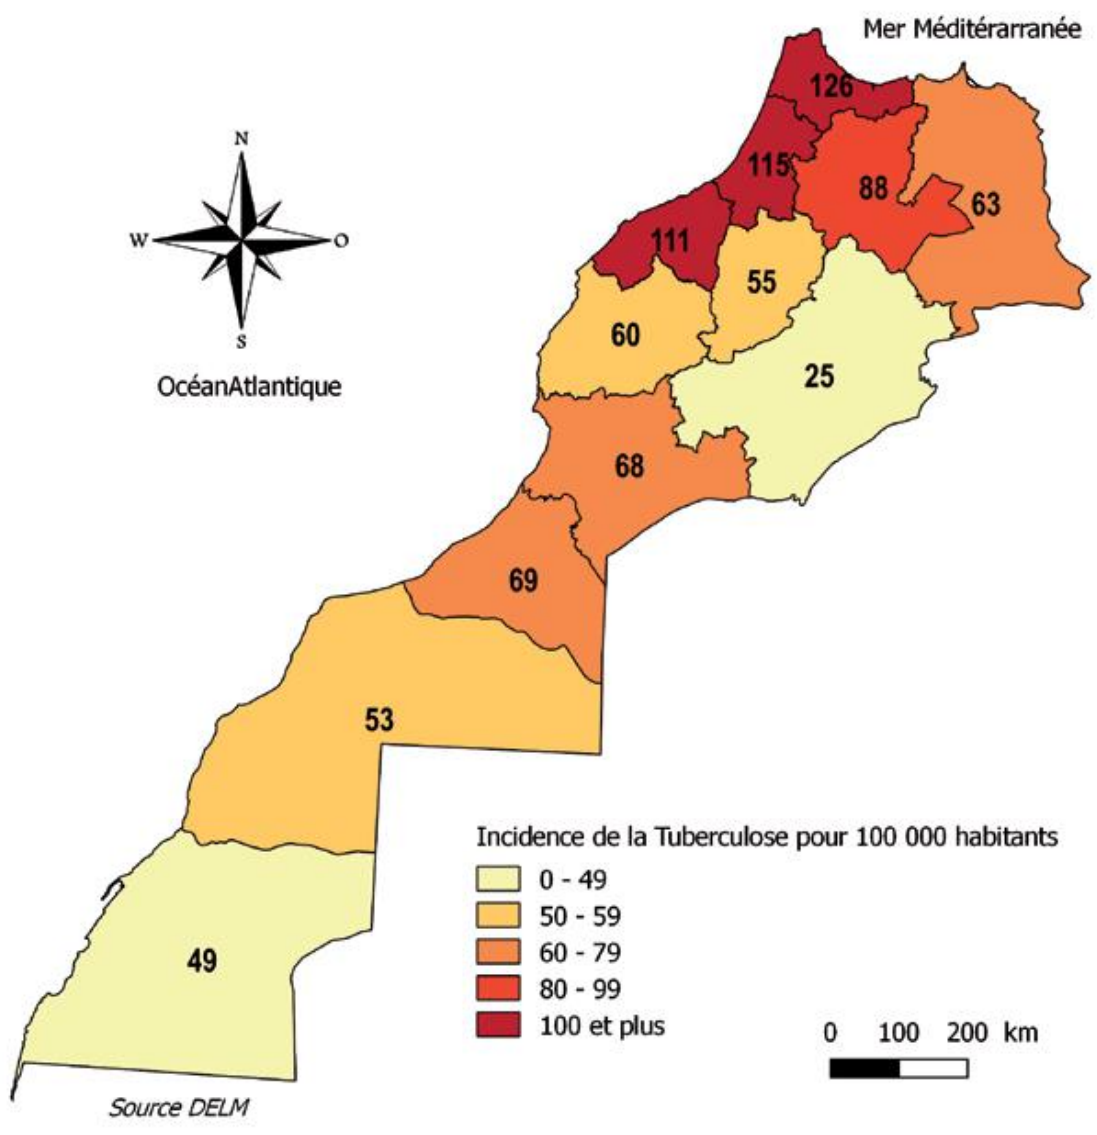 Mer Méditérarranée
126
N
115
88
63
W
O
111
55
S
60
25
OcéanAtlantique
68
69
53
Incidence de la Tuberculose pour 100 000 habitants
0 - 49
50 - 59
60 - 79
49
80 - 99
100 et plus
0 100 200 km
Source DELM